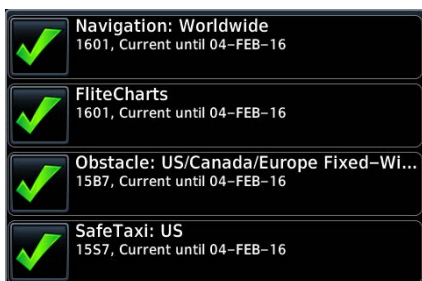 Navigation: Worldwide
1601, Current until 04–FEB–16
FliteCharts
1601, Current until 04–FEB–16
Obstacle: US/Canada/Europe Fixed–Wi...
15B7, Current until 04–FEB–16
SafeTaxi: US
15S7, Current until 04–FEB–16